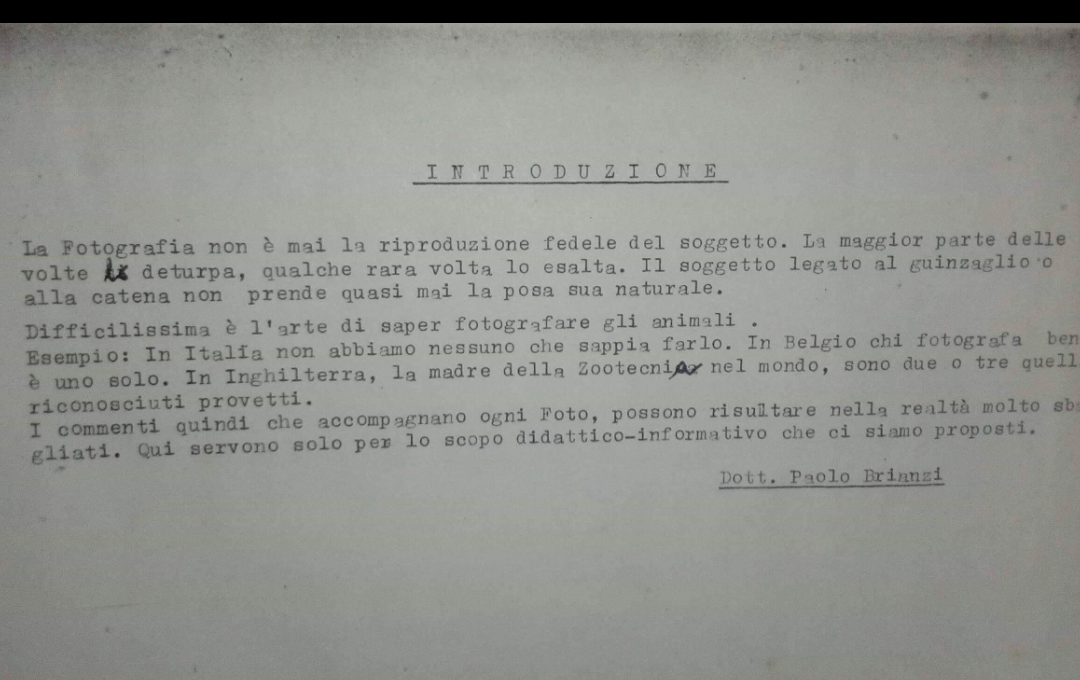 I N T R O D U Z I O N E
La Fotografia non è mai la riproduzione fedele del soggetto. La maggior parte delle
volte deturpa, qualche rara volta lo esalta. Il soggetto legato al guinzaglio o
alla catena non prende quasi mai la posa sua naturale.
Difficilissima è l'arte di saper fotografare gli animali .
Esempio: In Italia non abbiamo nessuno che sappia farlo. In Belgio chi fotografa ben
è uno solo. In Inghilterra, la madre della Zootecnia nel mondo, sono due o tre quell
riconosciuti provetti.
I commenti quindi che accompagnano ogni Foto, possono risultare nella realtà molto sb
gliati. Qui servono solo per lo scopo didattico-informativo che ci siamo proposti.
Dott. Paolo Brianzi